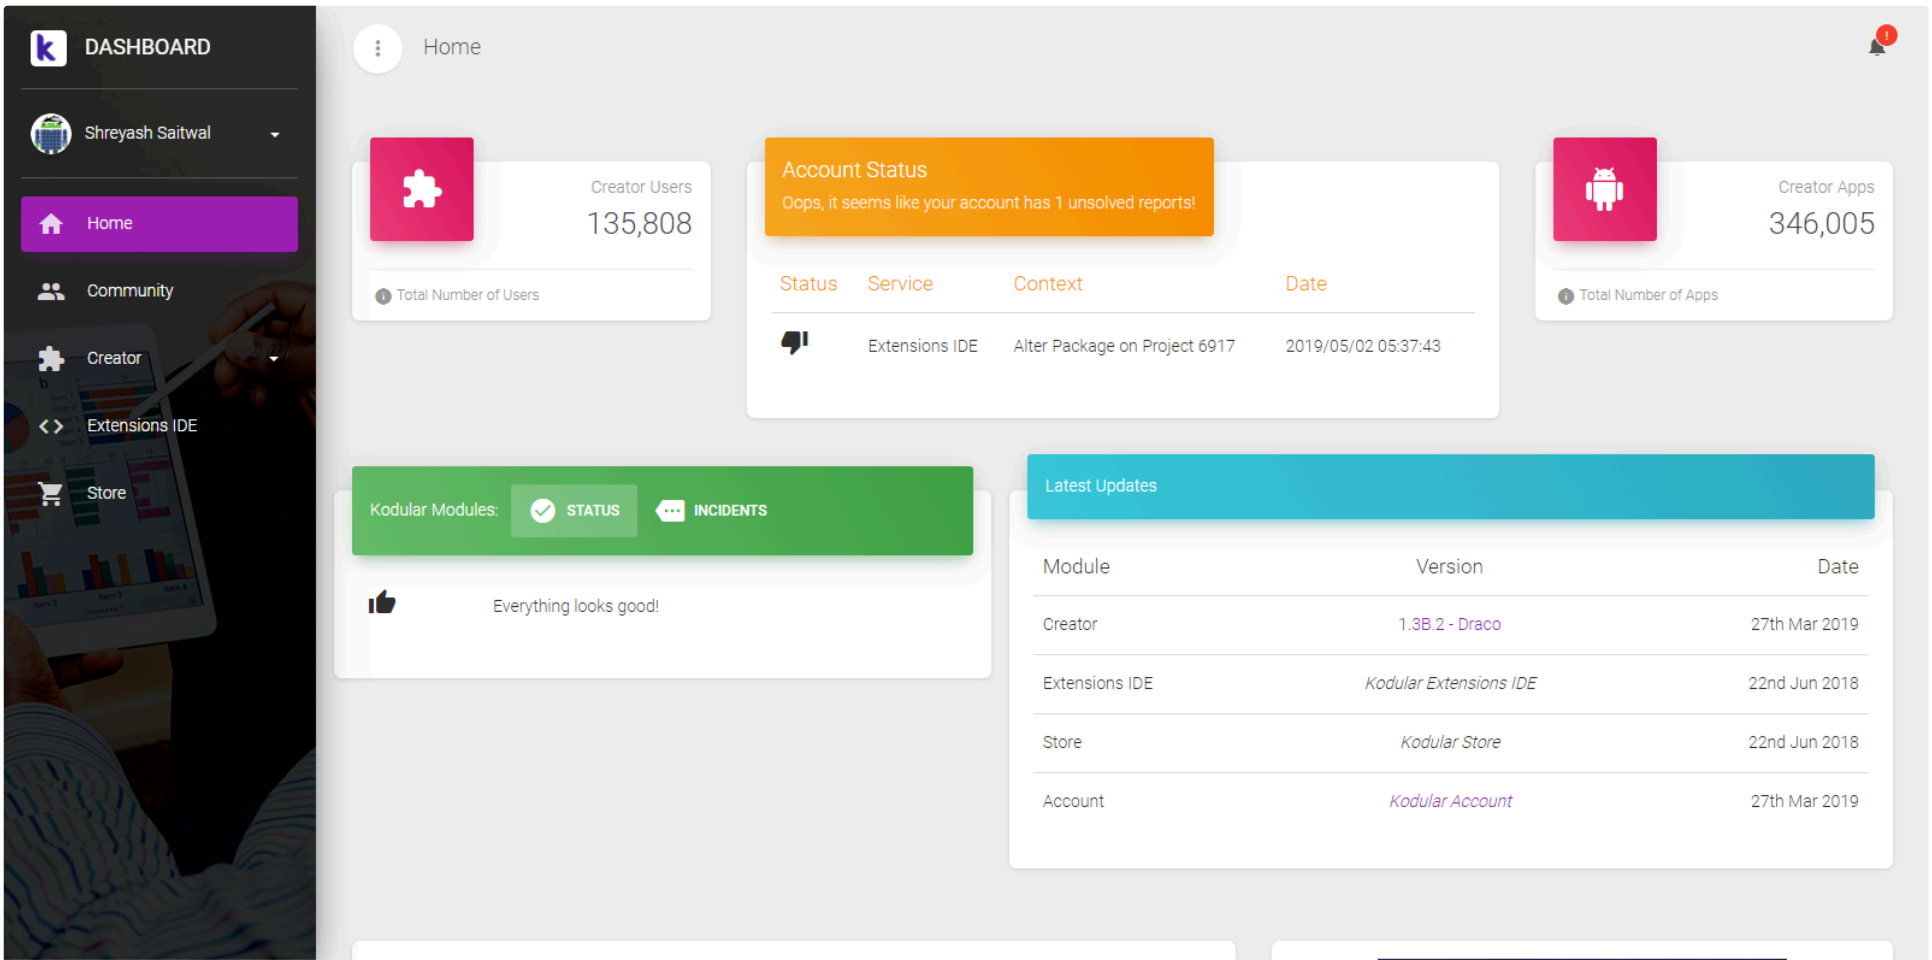 k DASHBOARD
Shreyash Saitwal
Home
Community
Creator
Extensions IDE
Store
Home
!
Creator Users
135,808
Total Number of Users
Account Status
Oops, it seems like your account has 1 unsolved reports!
Status Service Context Date
Extensions IDE Alter Package on Project 6917 2019/05/02 05:37:43
Creator Apps
346,005
Total Number of Apps
Kodular Modules: STATUS INCIDENTS
Everything looks good!
Latest Updates
Module Version Date
Creator 1.3B.2 - Draco 27th Mar 2019
Extensions IDE Kodular Extensions IDE 22nd Jun 2018
Store Kodular Store 22nd Jun 2018
Account Kodular Account 27th Mar 2019